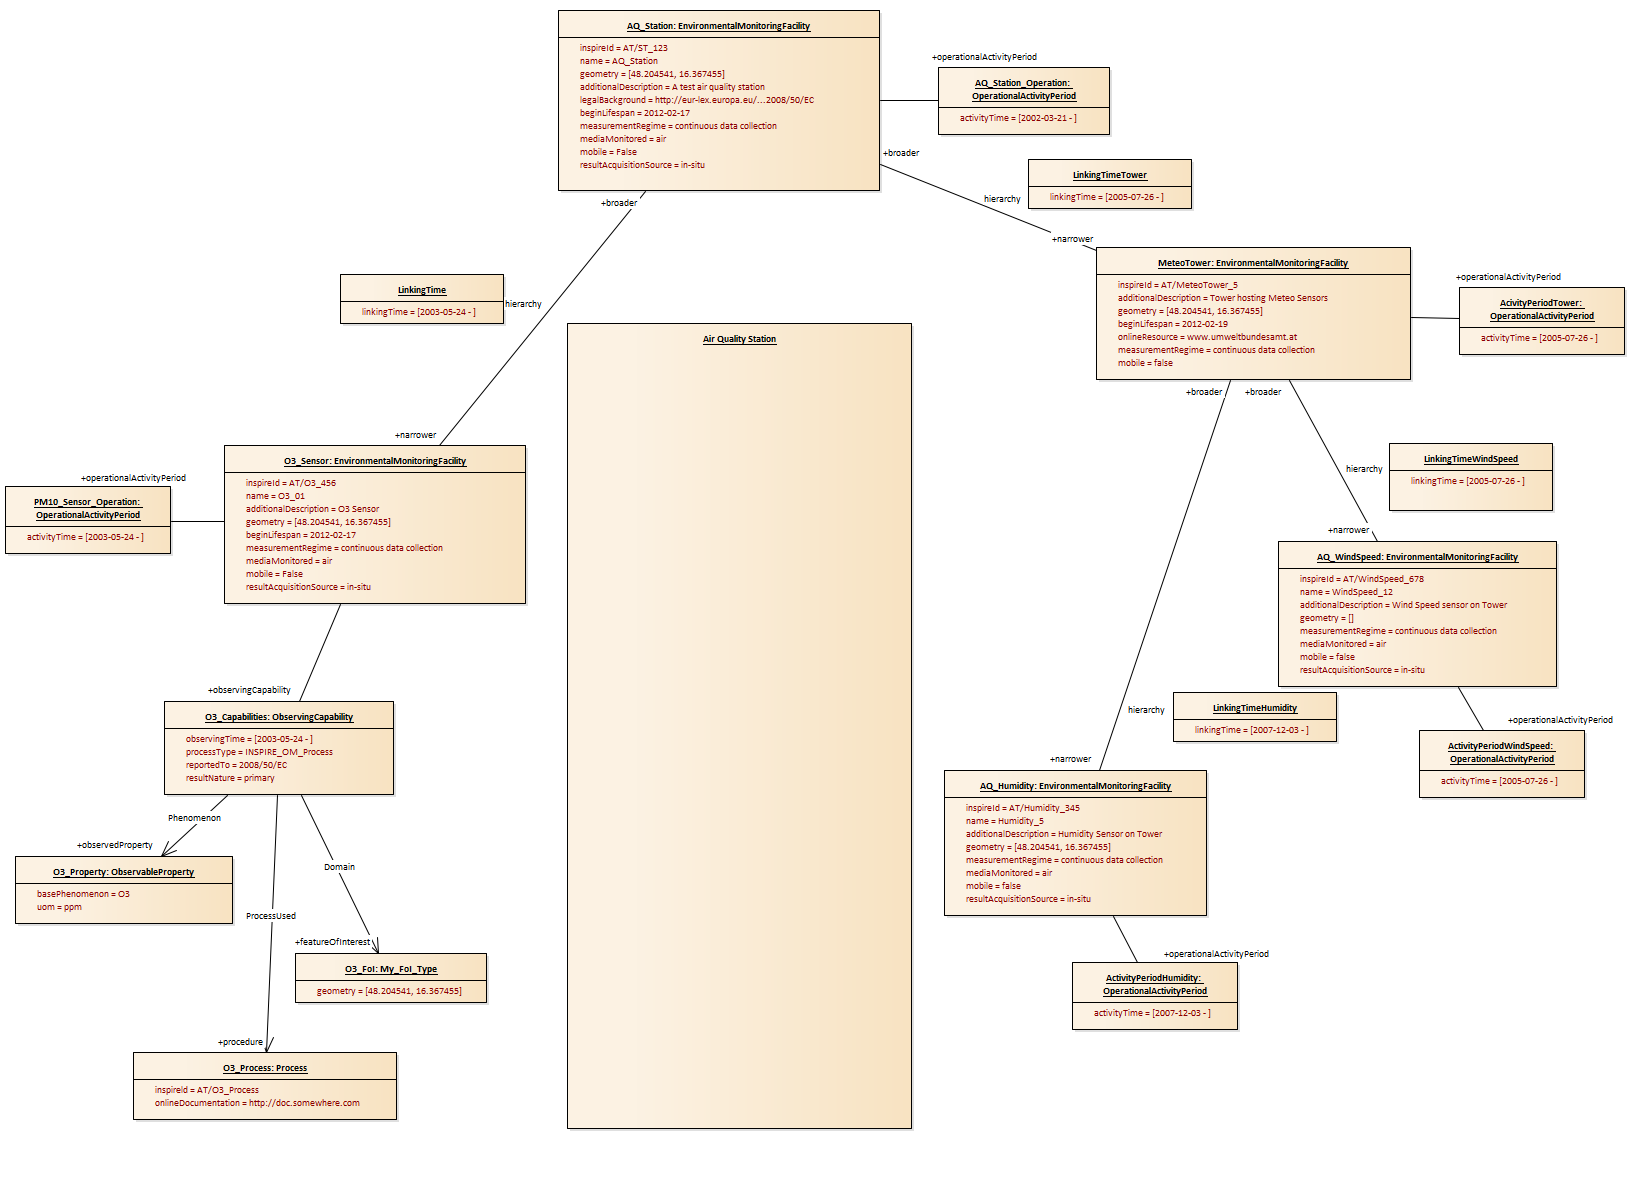 AQ_Station: EnvironmentalMonitoringFacility
inspireId = AT/ST_123
name = AQ_Station
geometry = [48.204541, 16.367455]
additionalDescription = A test air quality station
legalBackground = http://eur-lex.europa.eu/...2008/50/EC
beginLifespan = 2012-02-17
measurementRegime = continuous data collection
mediaMonitored = air
mobile = False
resultAcquisitionSource = in-situ
+operationalActivityPeriod
AQ_Station_Operation:
OperationalActivityPeriod
activityTime = [2002-03-21 - ]
+broader
hierarchy
+narrower
LinkingTimeTower
linkingTime = [2005-07-26 - ]
+broader
hierarchy
+narrower
LinkingTime
linkingTime = [2003-05-24 - ]
Air Quality Station
MeteoTower: EnvironmentalMonitoringFacility
inspireId = AT/MeteoTower_5
additionalDescription = Tower hosting Meteo Sensors
geometry = [48.204541, 16.367455]
beginLifespan = 2012-02-19
onlineResource = www.umweltbundesamt.at
measurementRegime = continuous data collection
mobile = false
+operationalActivityPeriod
AcivityPeriodTower:
OperationalActivityPeriod
activityTime = [2005-07-26 - ]
+broader
+broader
O3_Sensor: EnvironmentalMonitoringFacility
inspireId = AT/O3_456
name = O3_01
additionalDescription = O3 Sensor
geometry = [48.204541, 16.367455]
beginLifespan = 2012-02-17
measurementRegime = continuous data collection
mediaMonitored = air
mobile = False
resultAcquisitionSource = in-situ
+operationalActivityPeriod
PM10_Sensor_Operation:
OperationalActivityPeriod
activityTime = [2003-05-24 - ]
hierarchy
+narrower
LinkingTimeWindSpeed
linkingTime = [2005-07-26 - ]
AQ_WindSpeed: EnvironmentalMonitoringFacility
inspireId = AT/WindSpeed_678
name = WindSpeed_12
additionalDescription = Wind Speed sensor on Tower
geometry = []
measurementRegime = continuous data collection
mediaMonitored = air
mobile = false
resultAcquisitionSource = in-situ
+operationalActivityPeriod
ActivityPeriodWindSpeed:
OperationalActivityPeriod
activityTime = [2005-07-26 - ]
+observingCapability
O3_Capabilities: ObservingCapability
observingTime = [2003-05-24 - ]
processType = INSPIRE_OM_Process
reportedTo = 2008/50/EC
resultNature = primary
hierarchy
+narrower
LinkingTimeHumidity
linkingTime = [2007-12-03 - ]
AQ_Humidity: EnvironmentalMonitoringFacility
inspireId = AT/Humidity_345
name = Humidity_5
additionalDescription = Humidity Sensor on Tower
geometry = [48.204541, 16.367455]
measurementRegime = continuous data collection
mediaMonitored = air
mobile = false
resultAcquisitionSource = in-situ
+operationalActivityPeriod
ActivityPeriodHumidity:
OperationalActivityPeriod
activityTime = [2007-12-03 - ]
Phenomenon
+observedProperty
O3_Property: ObservableProperty
basePhenomenon = O3
uom = ppm
Domain
+featureOfInterest
O3_FoI: My_FoI_Type
geometry = [48.204541, 16.367455]
ProcessUsed
+procedure
O3_Process: Process
inspireId = AT/O3_Process
onlineDocumentation = http://doc.somewhere.com